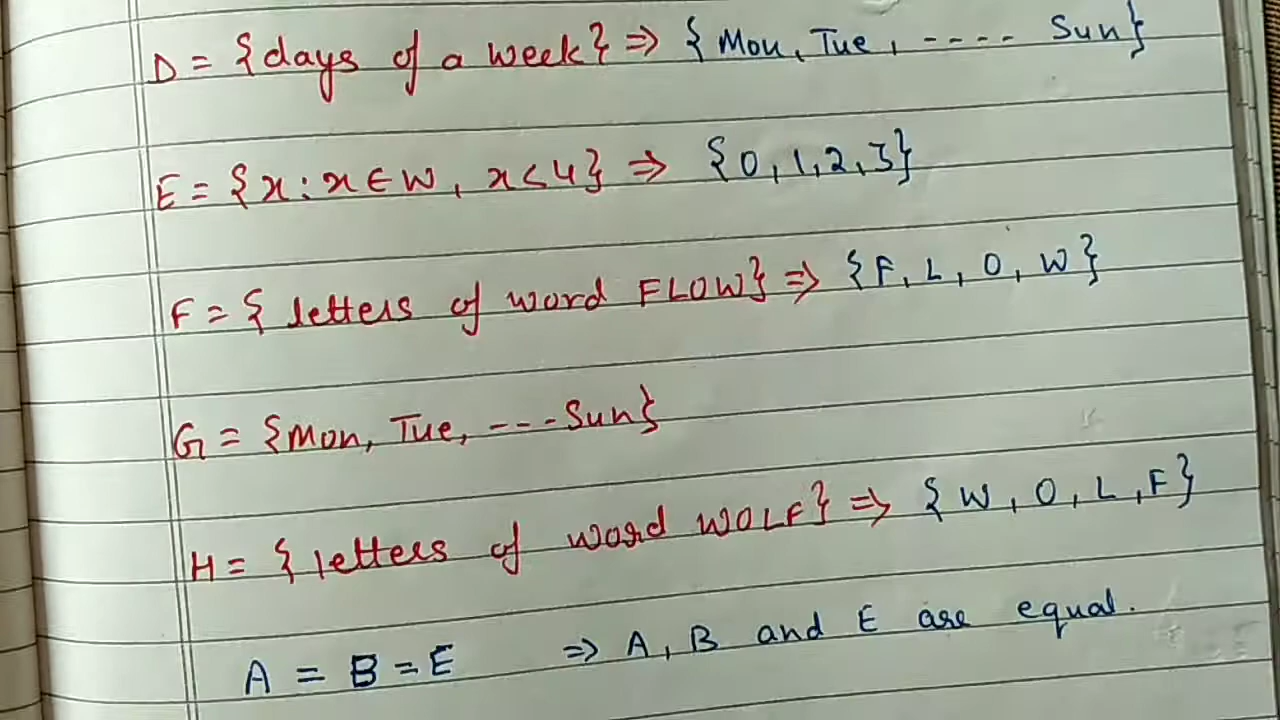 D = {days of a week} ⇒ {Mon, Tue, ---- Sun}
E = {x : x ∈ W, x < 4} ⇒ {0, 1, 2, 3}
F = { letters of word FLOW} ⇒ {F, L, O, W}
G = {Mon, Tue, --- Sun}
H = { letters of word WOLF} ⇒ { W, O, L, F}
A = B = E ⇒ A, B and E are equal.